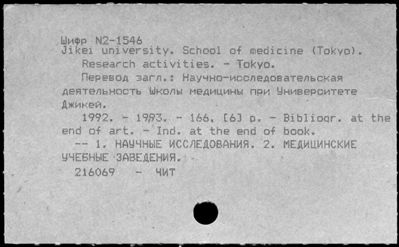 Шифр N2-1546
Jikei university. School of medicine (Tokyo).
Research activities. - Tokyo.
Перевод загл.: Научно-исследовательская
деятельность Школы медицины при Университете
Джикей.
1992. - 1993. - 166, [6] p. - Bibliogr. at the
end of art. - Ind. at the end of book.
-- 1. НАУЧНЫЕ ИССЛЕДОВАНИЯ. 2. МЕДИЦИНСКИЕ
УЧЕБНЫЕ ЗАВЕДЕНИЯ.
216069 - ЧИТ